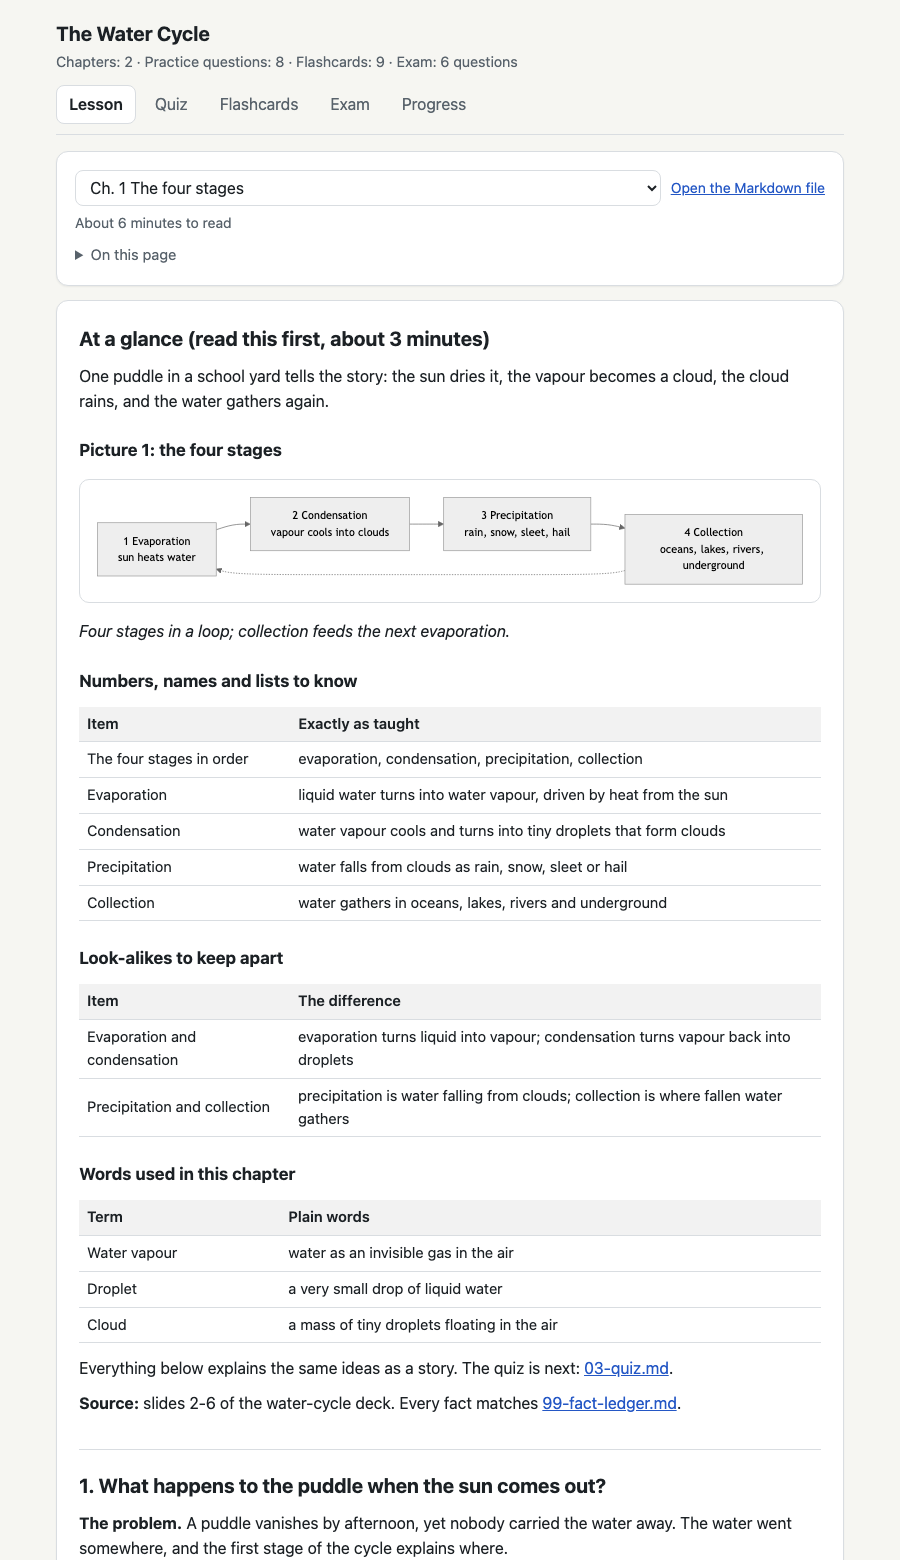 The Water Cycle
Chapters: 2 · Practice questions: 8 · Flashcards: 9 · Exam: 6 questions
Lesson Quiz Flashcards Exam Progress
Ch. 1 The four stages
Open the Markdown file
About 6 minutes to read
On this page
At a glance (read this first, about 3 minutes)
One puddle in a school yard tells the story: the sun dries it, the vapour becomes a cloud, the cloud
rains, and the water gathers again.
Picture 1: the four stages
1 Evaporation
sun heats water
2 Condensation
vapour cools into clouds
3 Precipitation
rain, snow, sleet, hail
4 Collection
oceans, lakes, rivers,
underground
Four stages in a loop; collection feeds the next evaporation.
Numbers, names and lists to know
Item Exactly as taught
The four stages in order evaporation, condensation, precipitation, collection
Evaporation liquid water turns into water vapour, driven by heat from the sun
Condensation water vapour cools and turns into tiny droplets that form clouds
Precipitation water falls from clouds as rain, snow, sleet or hail
Collection water gathers in oceans, lakes, rivers and underground
Look-alikes to keep apart
Item The difference
Evaporation and
condensation
evaporation turns liquid into vapour; condensation turns vapour back into
droplets
Precipitation and collection
precipitation is water falling from clouds; collection is where fallen water
gathers
Words used in this chapter
Term Plain words
Water vapour water as an invisible gas in the air
Droplet a very small drop of liquid water
Cloud a mass of tiny droplets floating in the air
Everything below explains the same ideas as a story. The quiz is next: 03-quiz.md.
Source: slides 2-6 of the water-cycle deck. Every fact matches 99-fact-ledger.md.
1. What happens to the puddle when the sun comes out?
The problem. A puddle vanishes by afternoon, yet nobody carried the water away. The water went
somewhere, and the first stage of the cycle explains where.